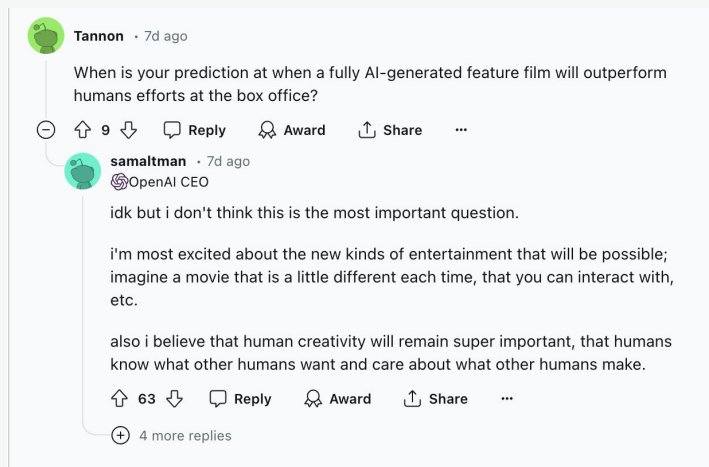 Tannon • 7d ago
When is your prediction at when a fully AI-generated feature film will outperform
humans efforts at the box office?
9 Reply Award Share ...
samaltman • 7d ago
OpenAI CEO
idk but i don't think this is the most important question.
i'm most excited about the new kinds of entertainment that will be possible;
imagine a movie that is a little different each time, that you can interact with,
etc.
also i believe that human creativity will remain super important, that humans
know what other humans want and care about what other humans make.
63 Reply Award Share ...
4 more replies